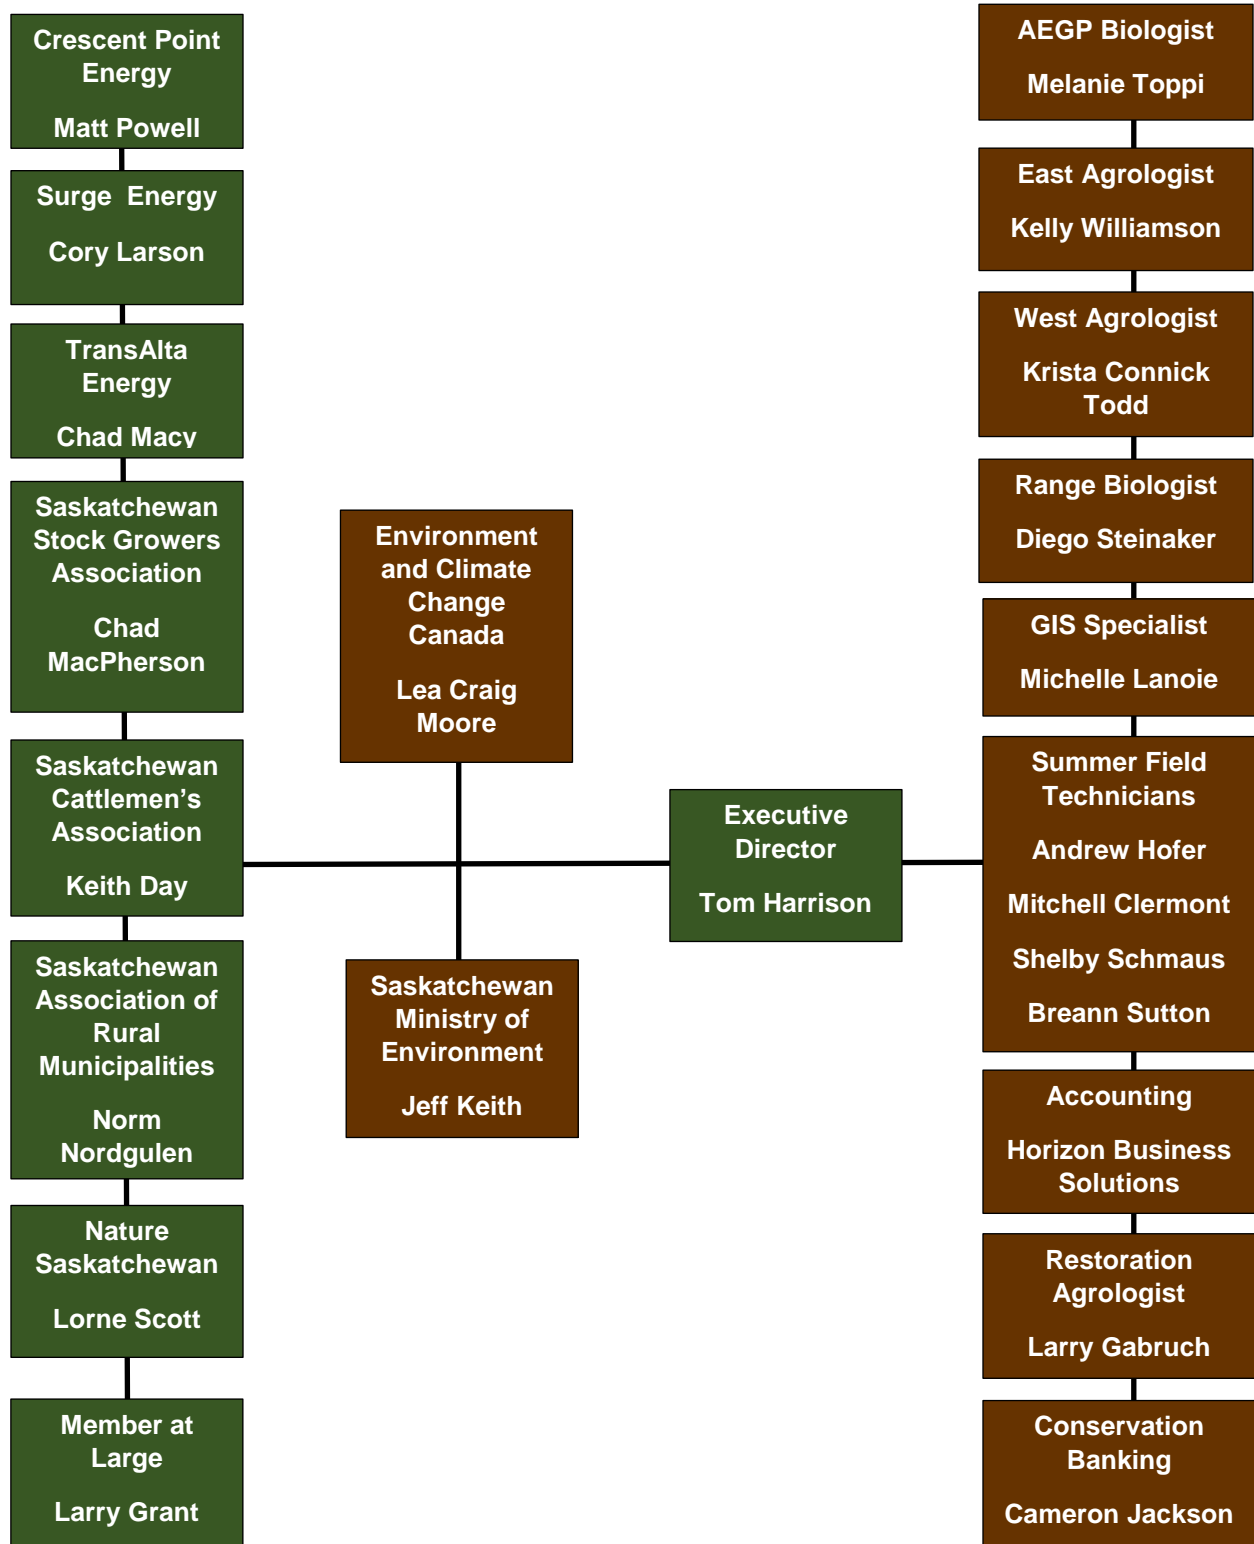 Crescent Point
Energy
Matt Powell
Surge Energy
Cory Larson
TransAlta
Energy
Chad Macy
Saskatchewan
Stock Growers
Association
Chad
MacPherson
Saskatchewan
Cattlemen's
Association
Keith Day
Saskatchewan
Association of
Rural
Municipalities
Norm
Nordgulen
Nature
Saskatchewan
Lorne Scott
Member at
Large
Larry Grant
Environment
and Climate
Change
Canada
Lea Craig
Moore
Saskatchewan
Ministry of
Environment
Jeff Keith
Executive
Director
Tom Harrison
AEGP Biologist
Melanie Toppi
East Agrologist
Kelly Williamson
West Agrologist
Krista Connick
Todd
Range Biologist
Diego Steinaker
GIS Specialist
Michelle Lanoie
Summer Field
Technicians
Andrew Hofer
Mitchell Clermont
Shelby Schmaus
Breann Sutton
Accounting
Horizon Business
Solutions
Restoration
Agrologist
Larry Gabruch
Conservation
Banking
Cameron Jackson